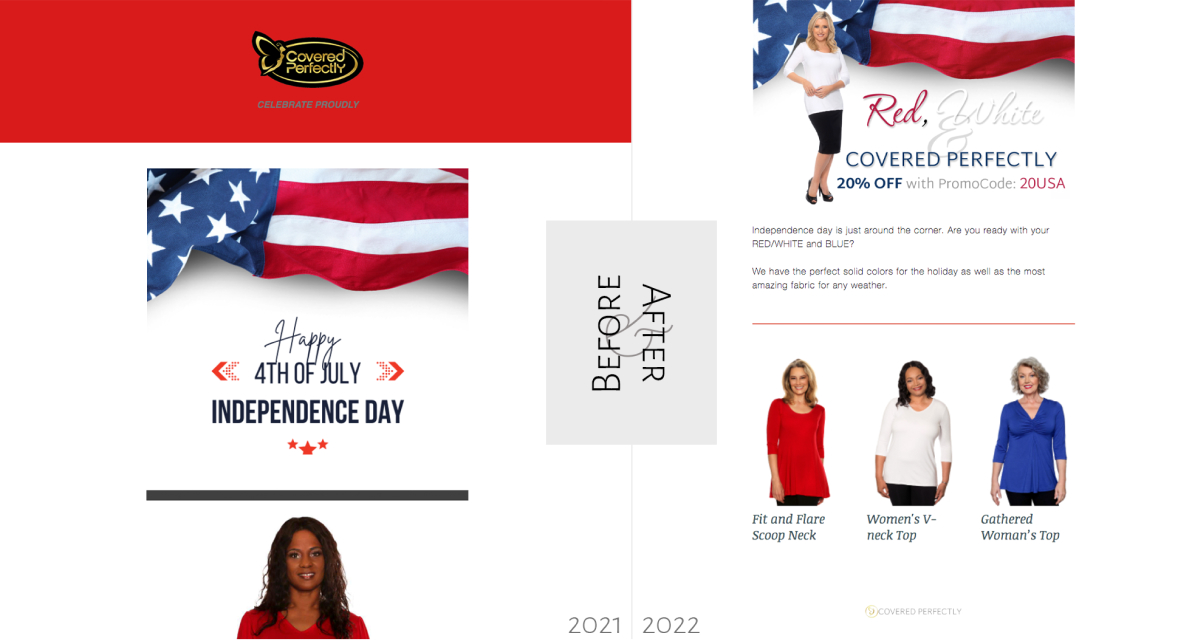 Covered
Perfectly
CELEBRATE PROUDLY
Happy
4TH OF JULY
INDEPENDENCE DAY
BEFORE
&
AFTER
2021
2022
Red, White
&
COVERED PERFECTLY
20% OFF with PromoCode: 20USA
Independence day is just around the corner. Are you ready with your
RED/WHITE and BLUE?
We have the perfect solid colors for the holiday as well as the most
amazing fabric for any weather.
Fit and Flare
Scoop Neck
Women's V-
neck Top
Gathered
Woman's Top
COVERED PERFECTLY